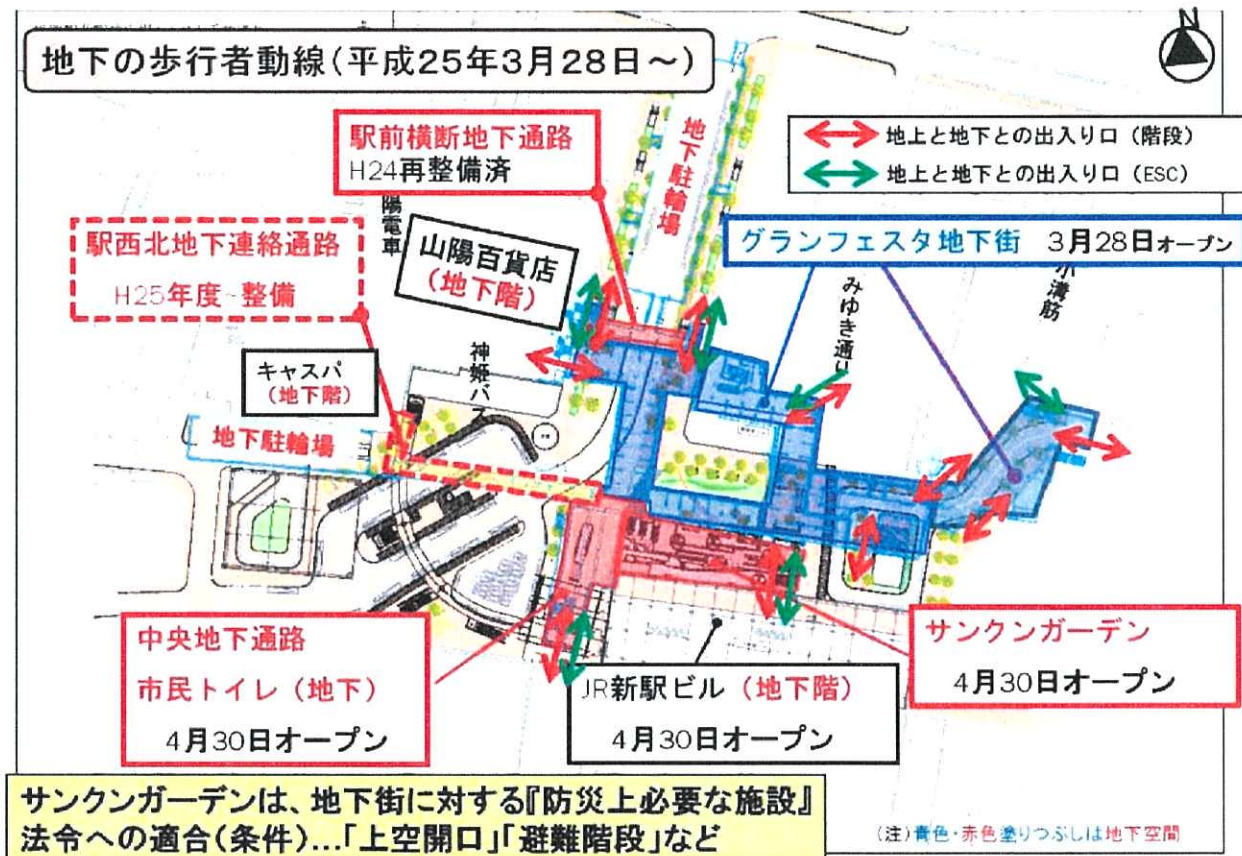 地下の歩行者動線(平成25年3月28日～)
N
駅前横断地下通路
H24再整備済
地下駐輪場
地上と地下との出入り口（階段）
地上と地下との出入り口（ESC）
陽電車
駅西北地下連絡通路
H25年度~整備
山陽百貨店
（地下階）
グランフェスタ地下街 3月28日オープン
小溝筋
みゆき通り
神姫バス
キャスパ
（地下階）
地下駐輪場
中央地下通路
市民トイレ（地下）
4月30日オープン
JR新駅ビル（地下階）
4月30日オープン
サンクンガーデン
4月30日オープン
サンクンガーデンは、地下街に対する『防災上必要な施設』
法令への適合(条件)…「上空開口」「避難階段」など
（注）青色・赤色塗りつぶしは地下空間